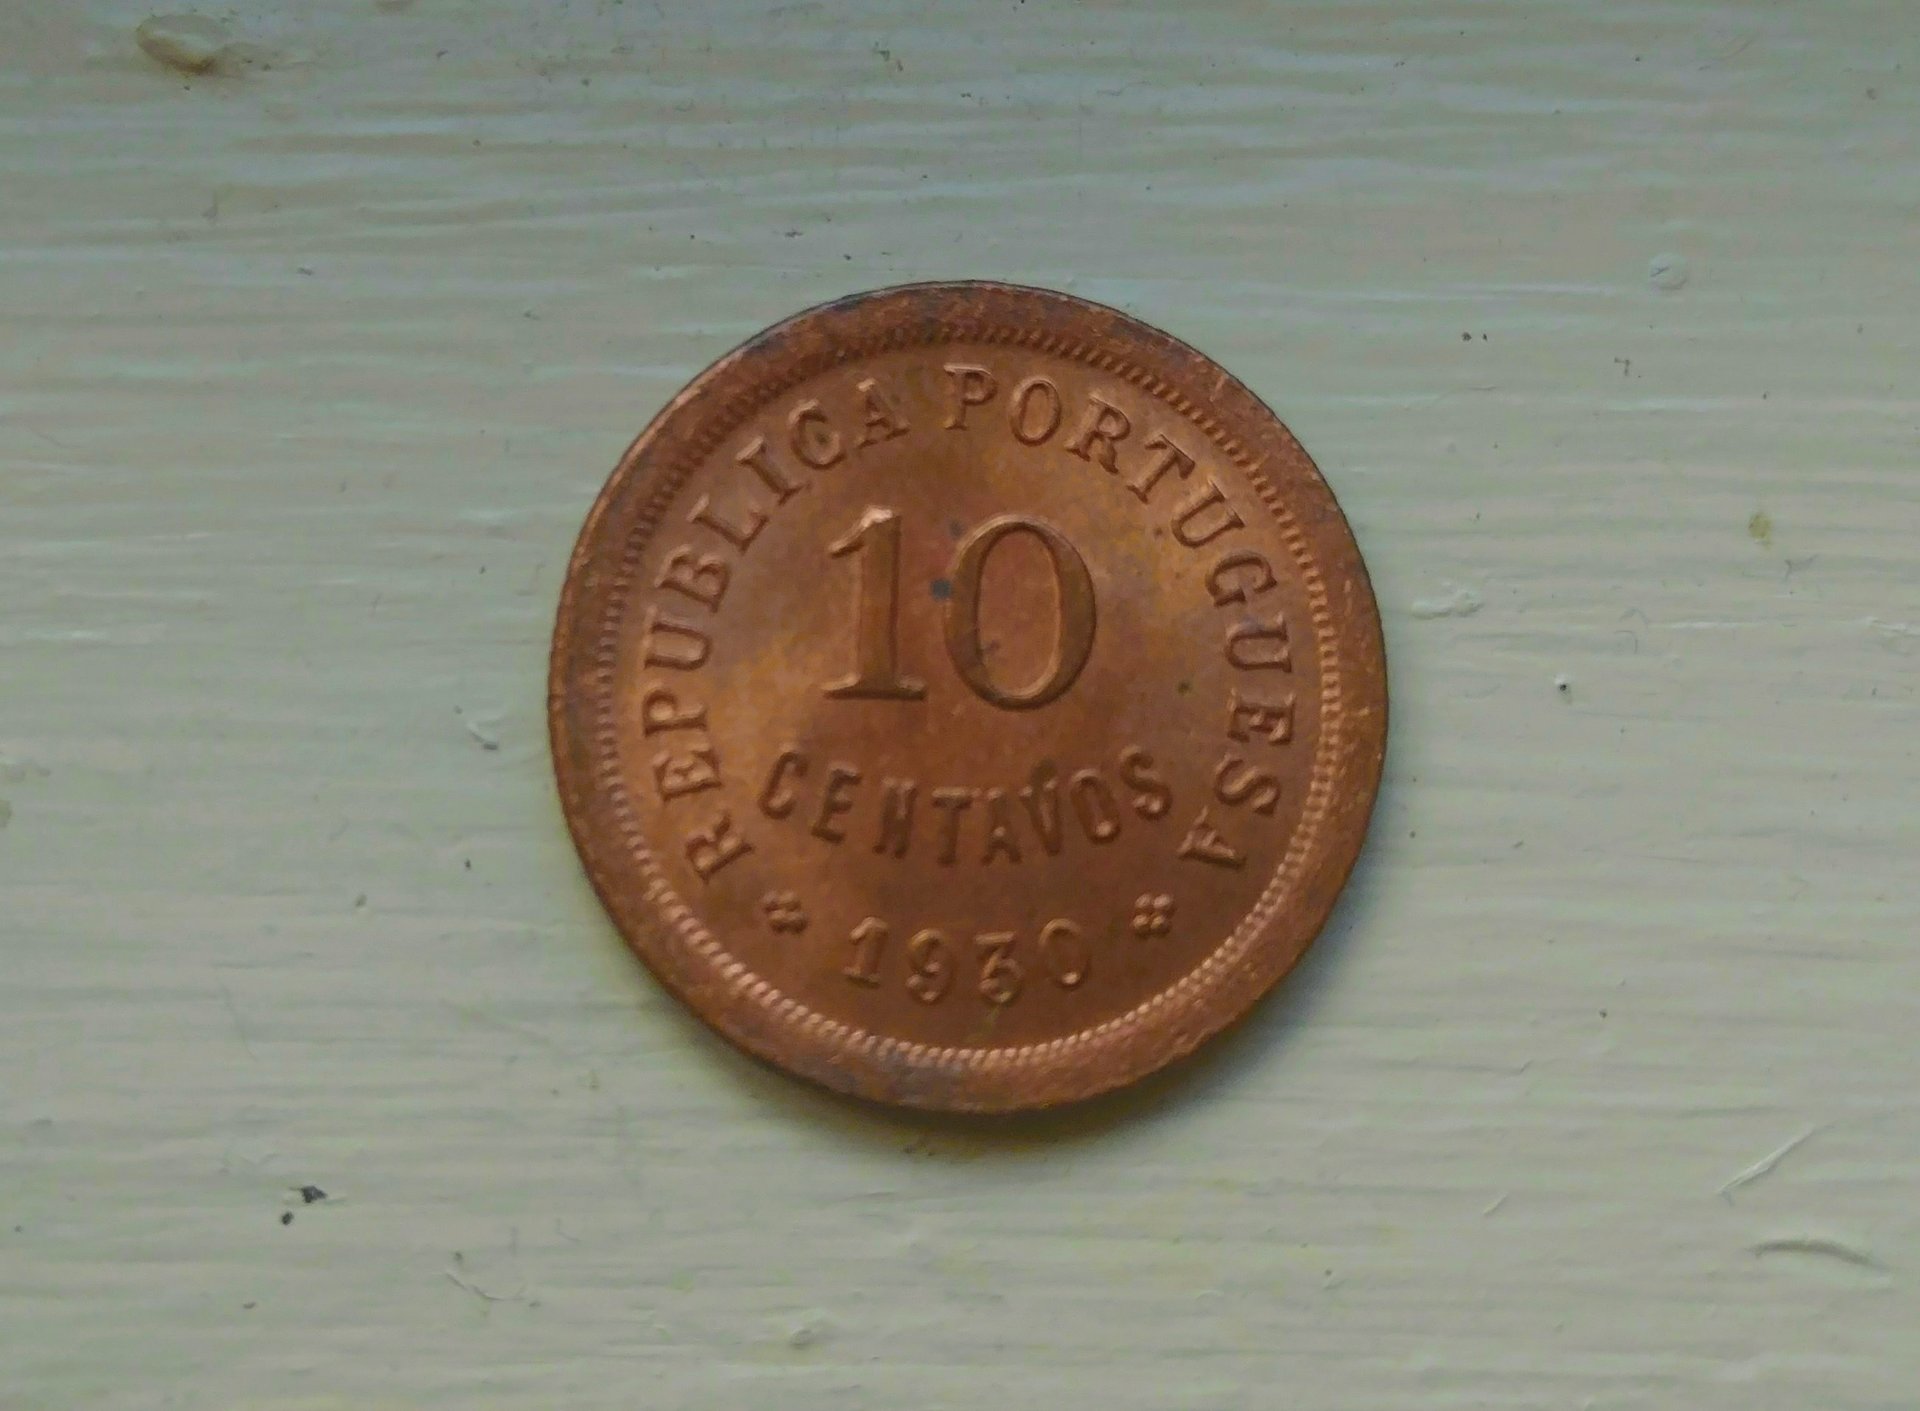 REPUBLICA PORTUGUESA
10
CENTAVOS
1930